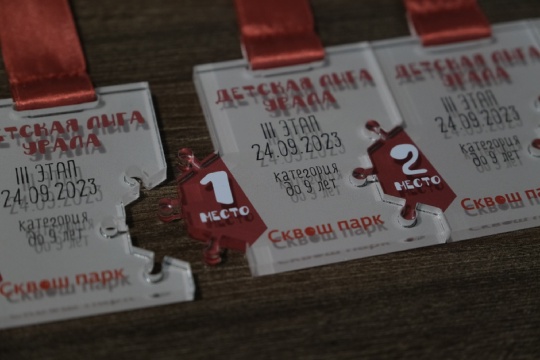 ДЕТСКАЯ ЛИГА
УРАЛА
III ЭТАП
24.09.2023
категория
до 9 лет
Сквош парк
1
МЕСТО
ДЕТСКАЯ ЛИГА
УРАЛА
III ЭТАП
24.09.2023
категория
до 9 лет
Сквош парк
2
МЕСТО
ДЕТСКАЯ ЛИГА
УРАЛА
III ЭТАП
24.09.2023
категория
до 9 лет
Сквош парк